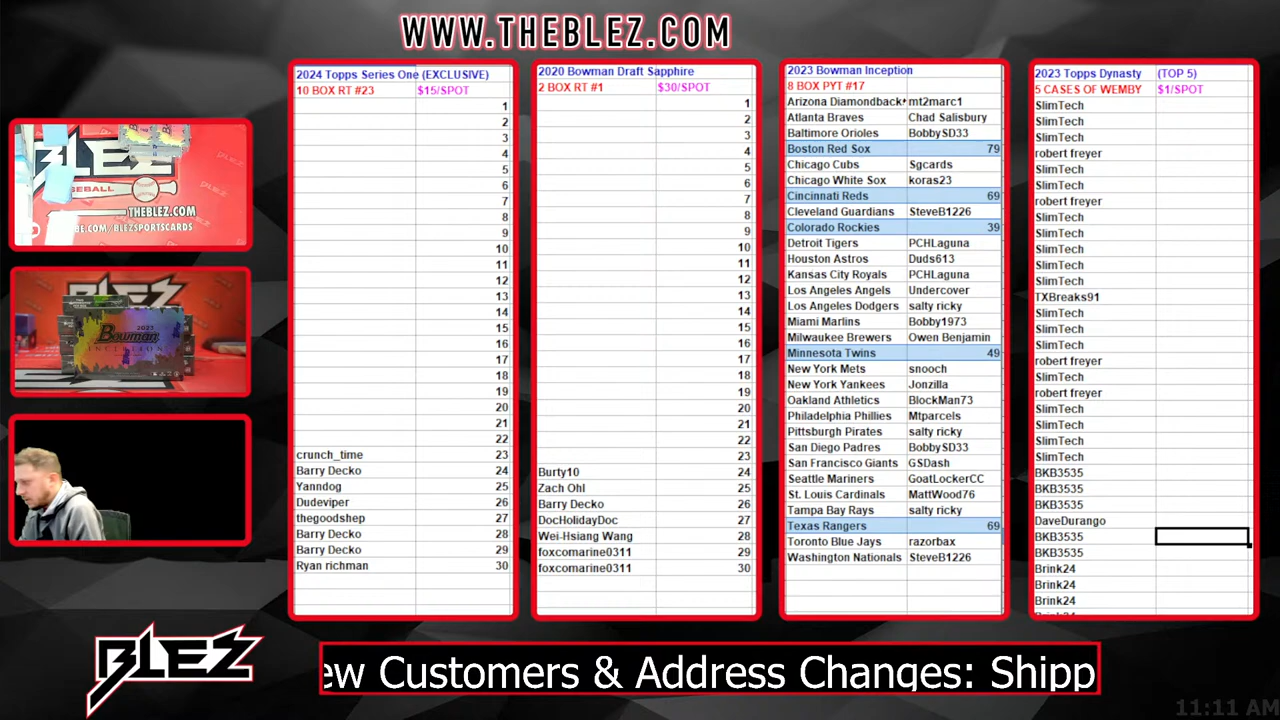 WWW.THEBLEZ.COM
2024 Topps Series One (EXCLUSIVE)
10 BOX RT #23 $15/SPOT
1
2
3
4
5
6
7
8
9
10
11
12
13
14
15
16
17
18
19
20
21
22
crunch_time 23
Barry Decko 24
Yanndog 25
Dudeviper 26
thegoodshep 27
Barry Decko 28
Barry Decko 29
Ryan richman 30
2020 Bowman Draft Sapphire
2 BOX RT #1 $30/SPOT
1
2
3
4
5
6
7
8
9
10
11
12
13
14
15
16
17
18
19
20
21
22
23
Burty10 24
Zach Ohl 25
Barry Decko 26
DocHolidayDoc 27
Wei-Hsiang Wang 28
foxcomarine0311 29
foxcomarine0311 30
2023 Bowman Inception
8 BOX PYT #17
Arizona Diamondback mt2marc1
Atlanta Braves Chad Salisbury
Baltimore Orioles BobbySD33
Boston Red Sox 79
Chicago Cubs Sgcards
Chicago White Sox koras23
Cincinnati Reds 69
Cleveland Guardians SteveB1226
Colorado Rockies 39
Detroit Tigers PCHLaguna
Houston Astros Duds613
Kansas City Royals PCHLaguna
Los Angeles Angels Undercover
Los Angeles Dodgers salty ricky
Miami Marlins Bobby1973
Milwaukee Brewers Owen Benjamin
Minnesota Twins 49
New York Mets snooch
New York Yankees Jonzilla
Oakland Athletics BlockMan73
Philadelphia Phillies Mtparcels
Pittsburgh Pirates salty ricky
San Diego Padres BobbySD33
San Francisco Giants GSDash
Seattle Mariners GoatLockerCC
St. Louis Cardinals MattWood76
Tampa Bay Rays salty ricky
Texas Rangers 69
Toronto Blue Jays razorbax
Washington Nationals SteveB1226
2023 Topps Dynasty (TOP 5)
5 CASES OF WEMBY $1/SPOT
SlimTech
SlimTech
SlimTech
robert freyer
SlimTech
SlimTech
robert freyer
SlimTech
SlimTech
SlimTech
SlimTech
SlimTech
TXBreaks91
SlimTech
SlimTech
SlimTech
robert freyer
SlimTech
robert freyer
SlimTech
SlimTech
SlimTech
SlimTech
BKB3535
BKB3535
BKB3535
DaveDurango
BKB3535
BKB3535
Brink24
Brink24
Brink24
BLEZ
SEBALL
THEBLEZ.COM
BE.COM/BLEZSPORTSCARDS
BLEZ
2023
Bowman
INCEPTION
BLEZ
ew Customers & Address Changes: Shipp
11:11 AM